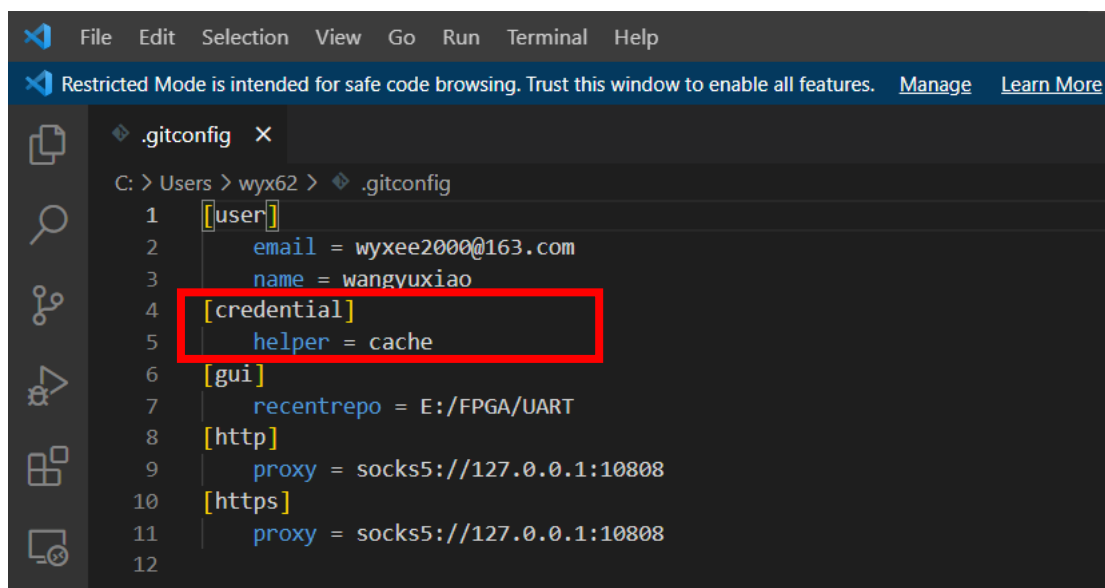 File Edit Selection View Go Run Terminal Help
Restricted Mode is intended for safe code browsing. Trust this window to enable all features. Manage Learn More
.gitconfig ×
C: > Users > wyx62 > .gitconfig
1 [user]
2 email = wyxee2000@163.com
3 name = wangyuxiao
4 [credential]
5 helper = cache
6 [gui]
7 recentrepo = E:/FPGA/UART
8 [http]
9 proxy = socks5://127.0.0.1:10808
10 [https]
11 proxy = socks5://127.0.0.1:10808
12